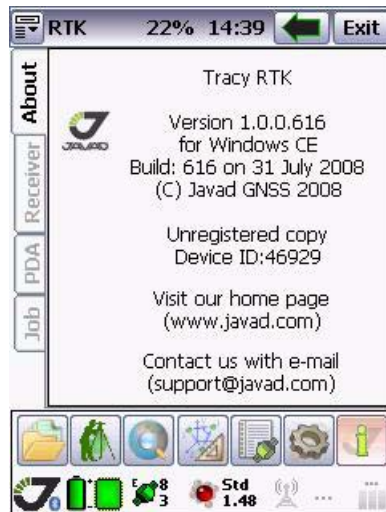 RTK 22% 14:39 Exit
About
Receiver
PDA
Job
Tracy RTK
JAVAD
Version 1.0.0.616
for Windows CE
Build: 616 on 31 July 2008
(C) Javad GNSS 2008
Unregistered copy
Device ID:46929
Visit our home page
(www.javad.com)
Contact us with e-mail
(support@javad.com)
i
0 E 8 3 Std 1.48 ...